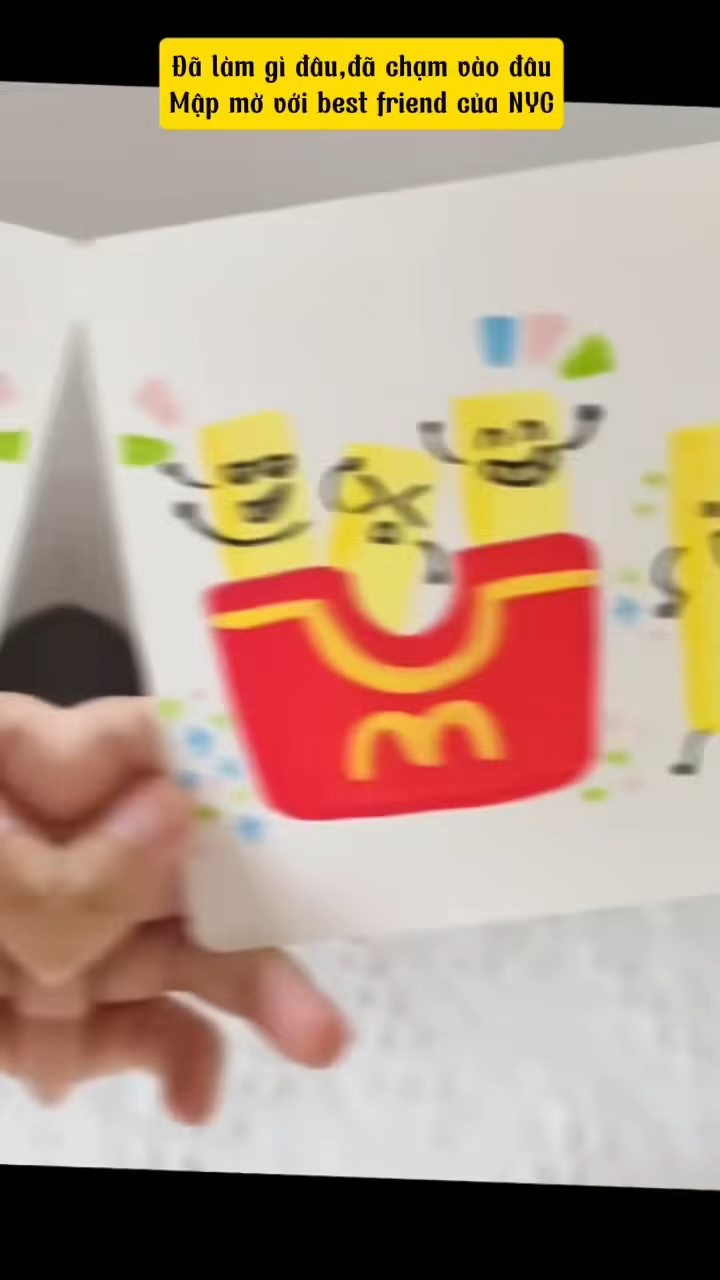 Đã làm gì đâu,đã chạm vào đâu
Mập mờ với best friend của NYC